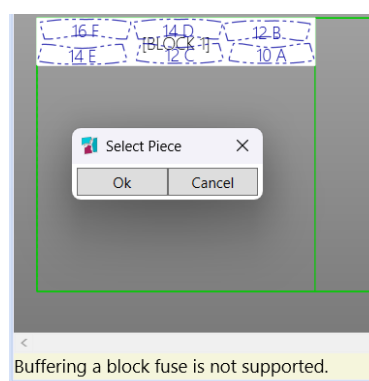 16 F 14 D 12 B
[BLOCK-1]
14 E 12 C 10 A
Select Piece
Ok Cancel
Buffering a block fuse is not supported.